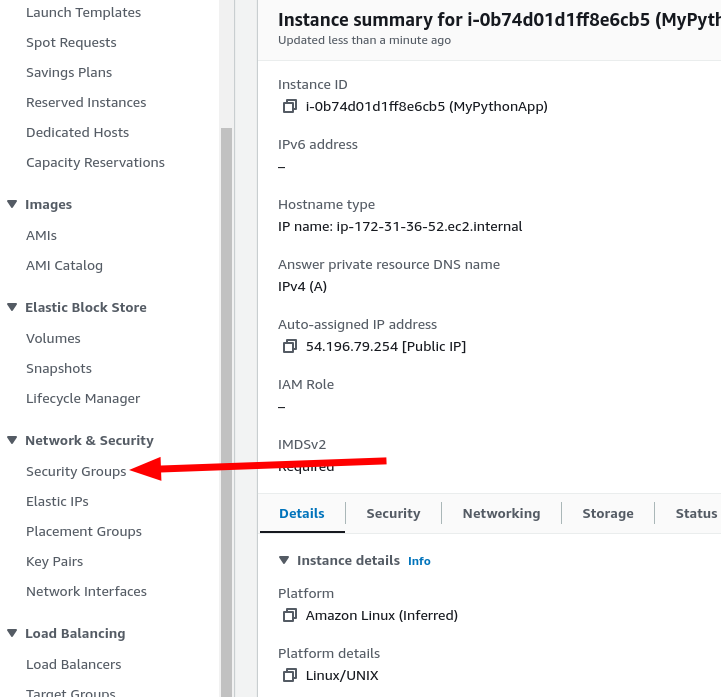 Launch Templates
Spot Requests
Savings Plans
Reserved Instances
Dedicated Hosts
Capacity Reservations
Images
AMIs
AMI Catalog
Elastic Block Store
Volumes
Snapshots
Lifecycle Manager
Network & Security
Security Groups
Elastic IPs
Placement Groups
Key Pairs
Network Interfaces
Load Balancing
Load Balancers
Target Groups
Instance summary for i-0b74d01d1ff8e6cb5 (MyPyth
Updated less than a minute ago
Instance ID
i-0b74d01d1ff8e6cb5 (MyPythonApp)
IPv6 address
–
Hostname type
IP name: ip-172-31-36-52.ec2.internal
Answer private resource DNS name
IPv4 (A)
Auto-assigned IP address
54.196.79.254 [Public IP]
IAM Role
–
IMDSv2
Required
Details Security Networking Storage Status
Instance details Info
Platform
Amazon Linux (Inferred)
Platform details
Linux/UNIX